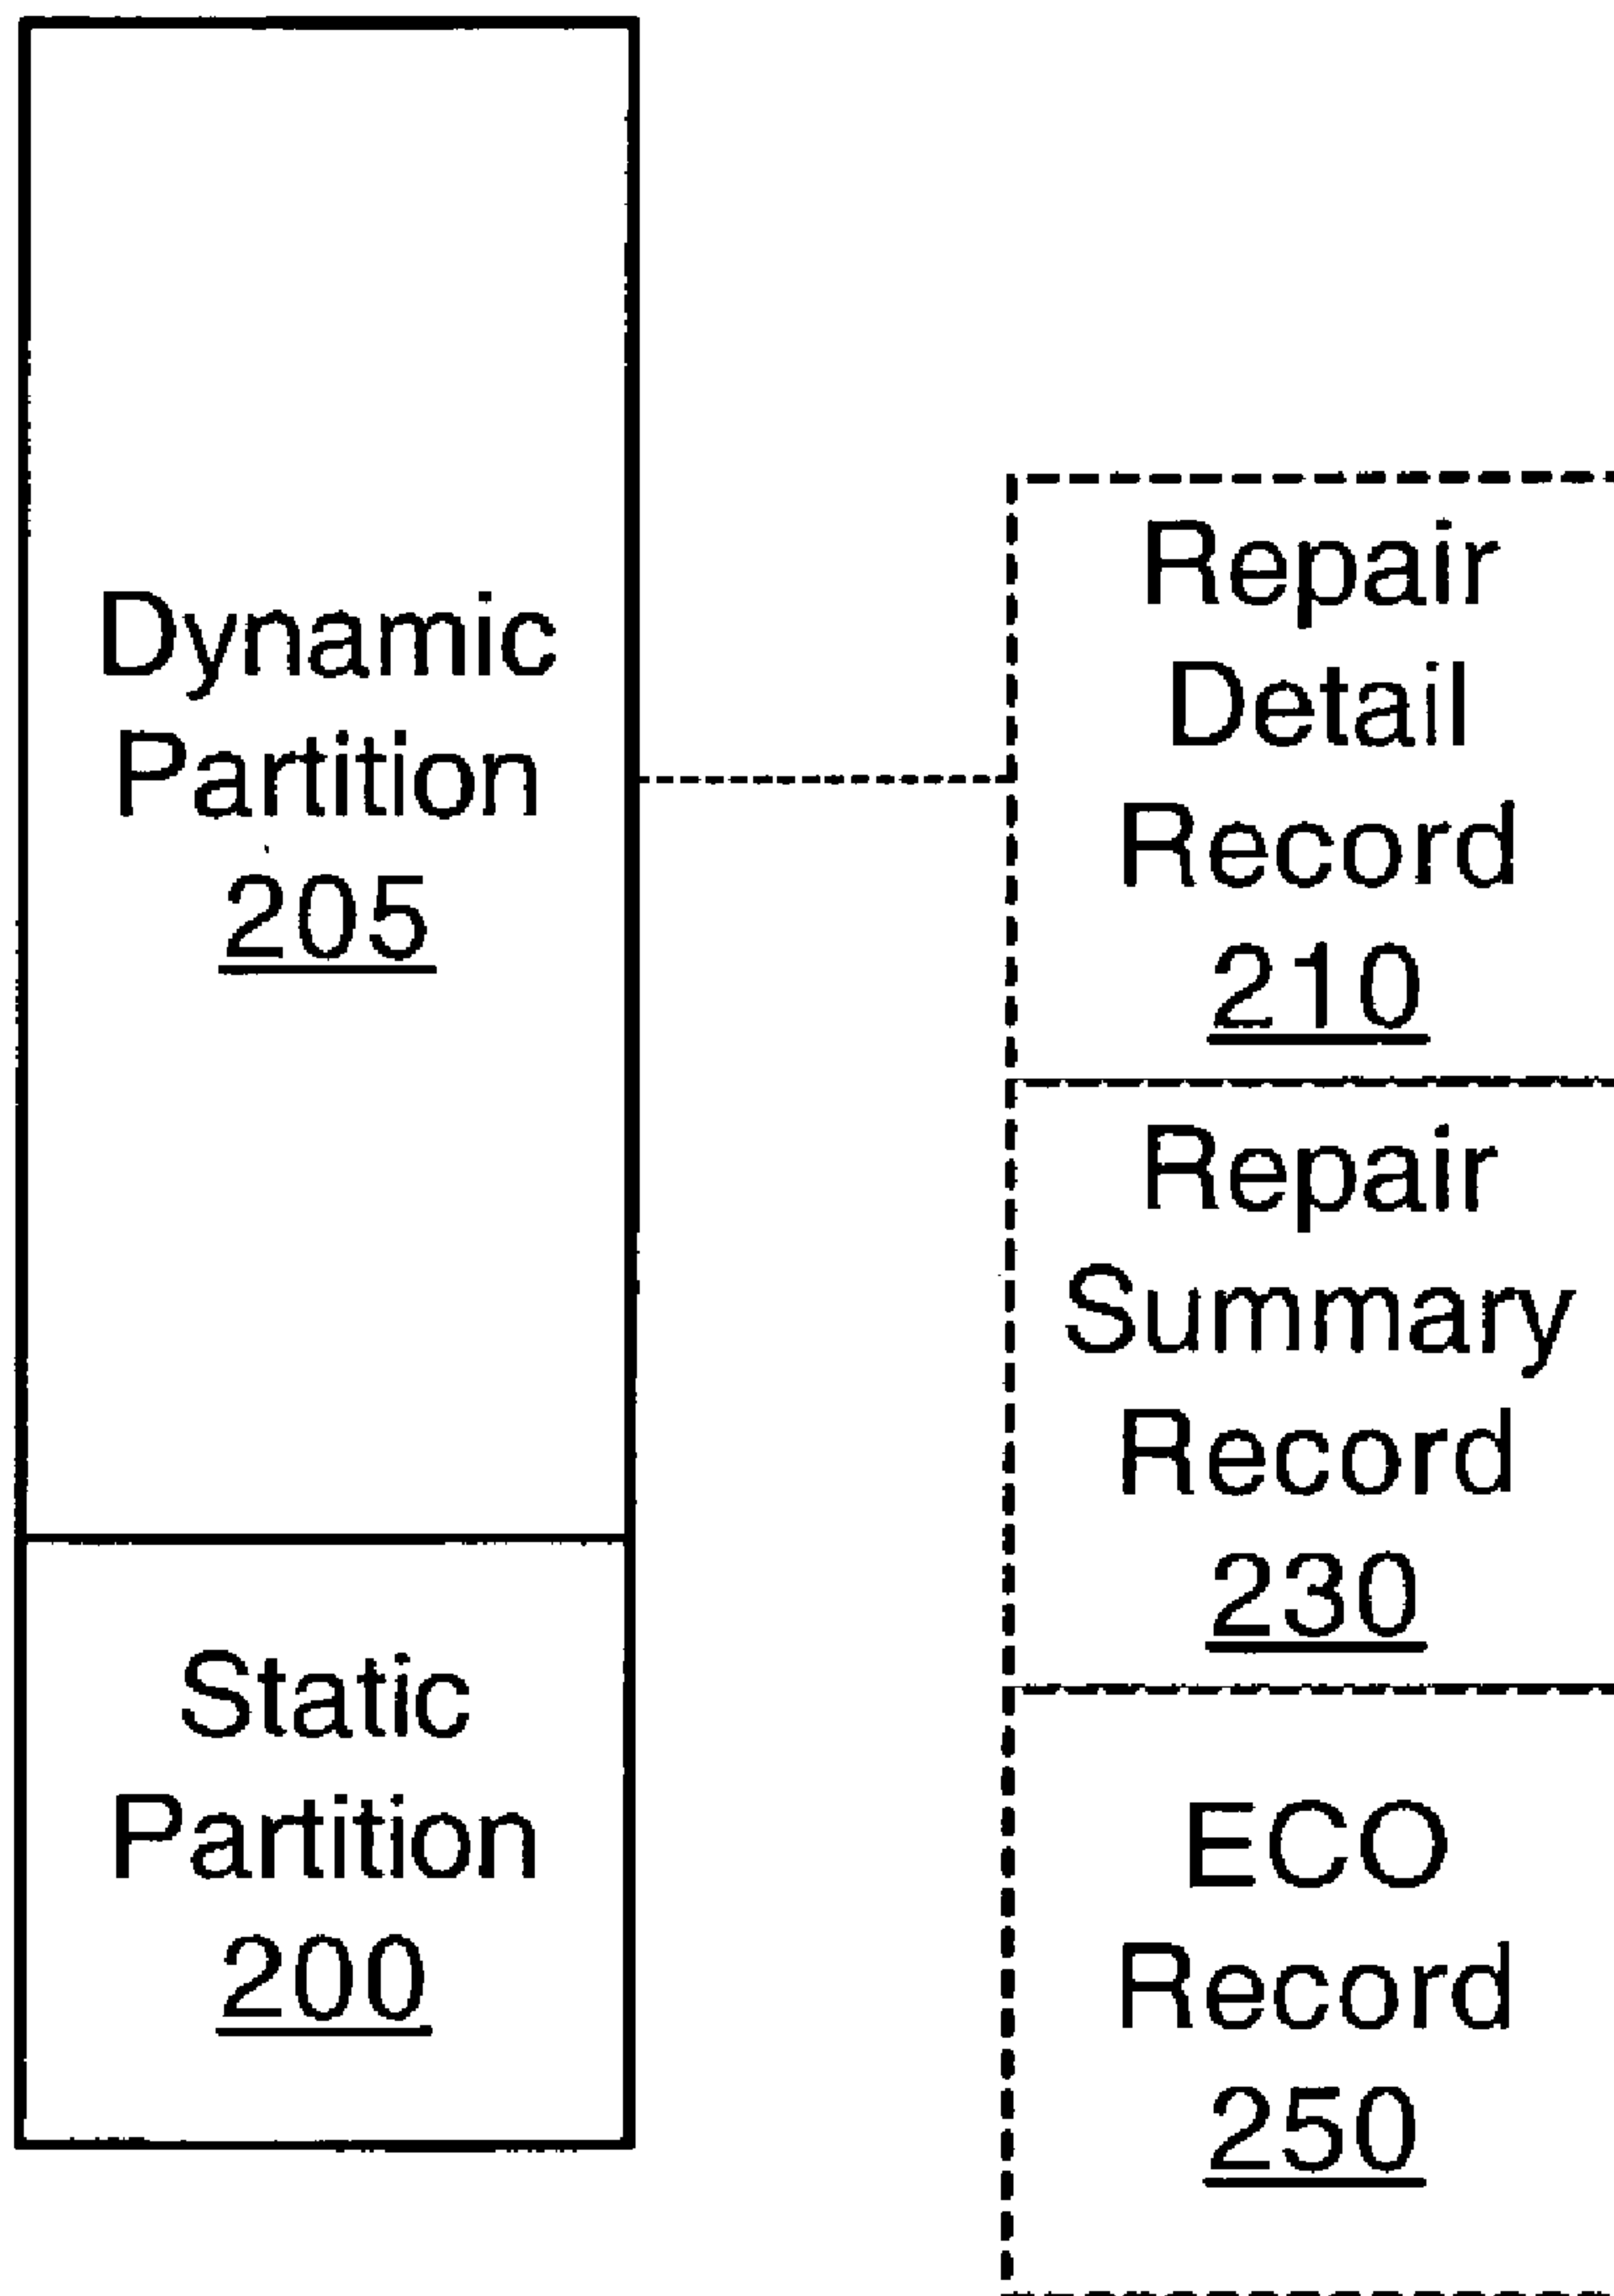 Dynamic
Partition
205
Static
Partition
200
Repair
Detail
Record
210
Repair
Summary
Record
230
ECO
Record
250